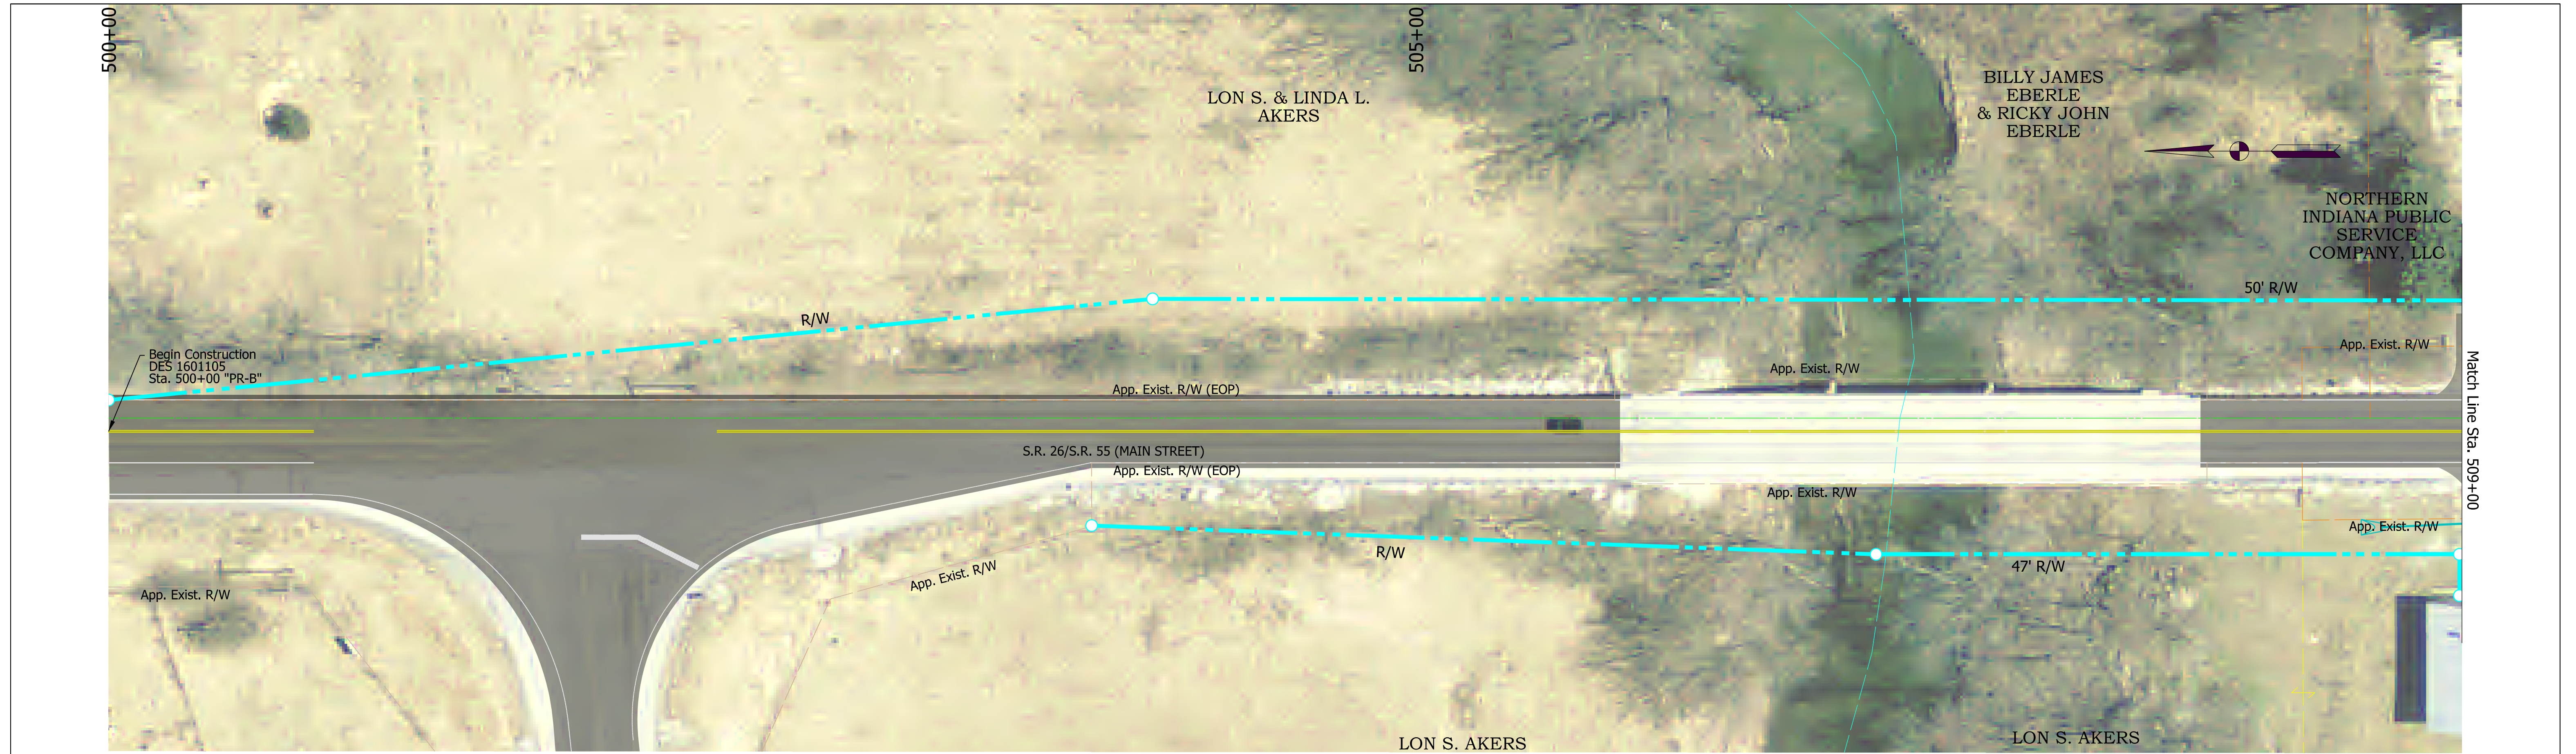 500+00
505+00
LON S. & LINDA L.
AKERS
BILLY JAMES
EBERLE
& RICKY JOHN
EBERLE
NORTHERN
INDIANA PUBLIC
SERVICE
COMPANY, LLC
50' R/W
R/W
App. Exist. R/W
Begin Construction
DES 1601105
Sta. 500+00 "PR-B"
App. Exist. R/W
App. Exist. R/W (EOP)
Match Line Sta. 509+00
S.R. 26/S.R. 55 (MAIN STREET)
App. Exist. R/W (EOP)
App. Exist. R/W
App. Exist. R/W
R/W
47' R/W
App. Exist. R/W
App. Exist. R/W
LON S. AKERS
LON S. AKERS